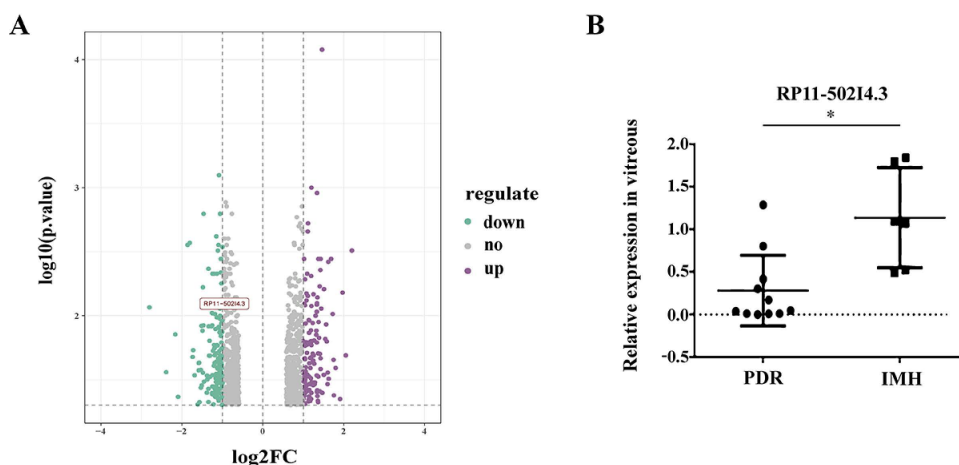 A
log10(p.value)
4
3
2
RP11-502I4.3
−4
−2
0
2
4
log2FC
regulate
down
no
up
B
RP11-502I4.3
*
Relative expression in vitreous
2.0
1.5
1.0
0.5
0.0
-0.5
PDR
IMH